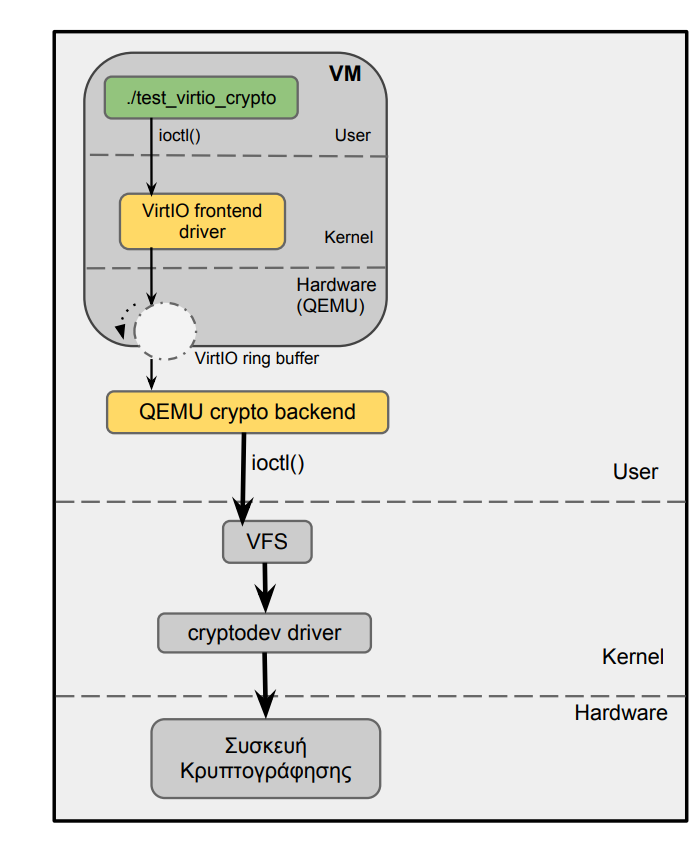 VM
./test_virtio_crypto
ioctl()
User
VirtIO frontend
driver
Kernel
Hardware
(QEMU)
VirtIO ring buffer
QEMU crypto backend
ioctl()
User
VFS
cryptodev driver
Kernel
Hardware
Συσκευή
Κρυπτογράφησης